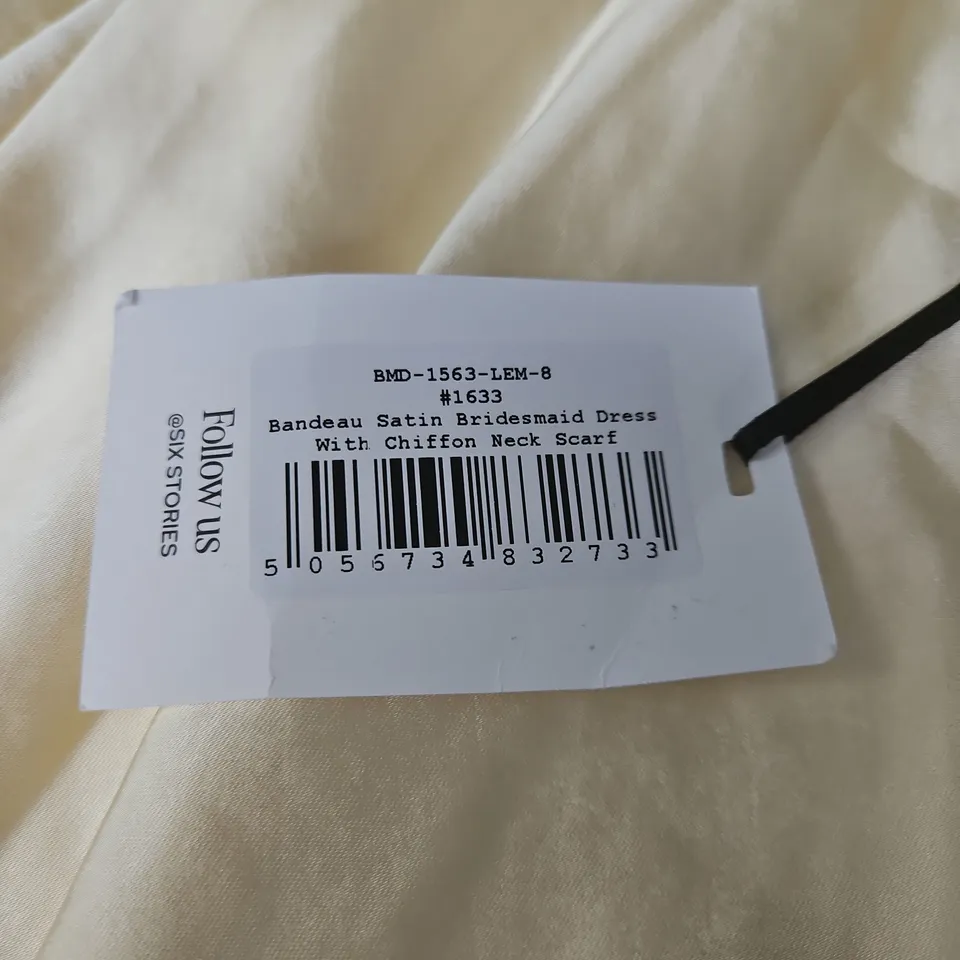 BMD-1563-LEM-8
#1633
Bandeau Satin Bridesmaid Dress
With Chiffon Neck Scarf
5 056734 832733
Follow us
@SIX STORIES